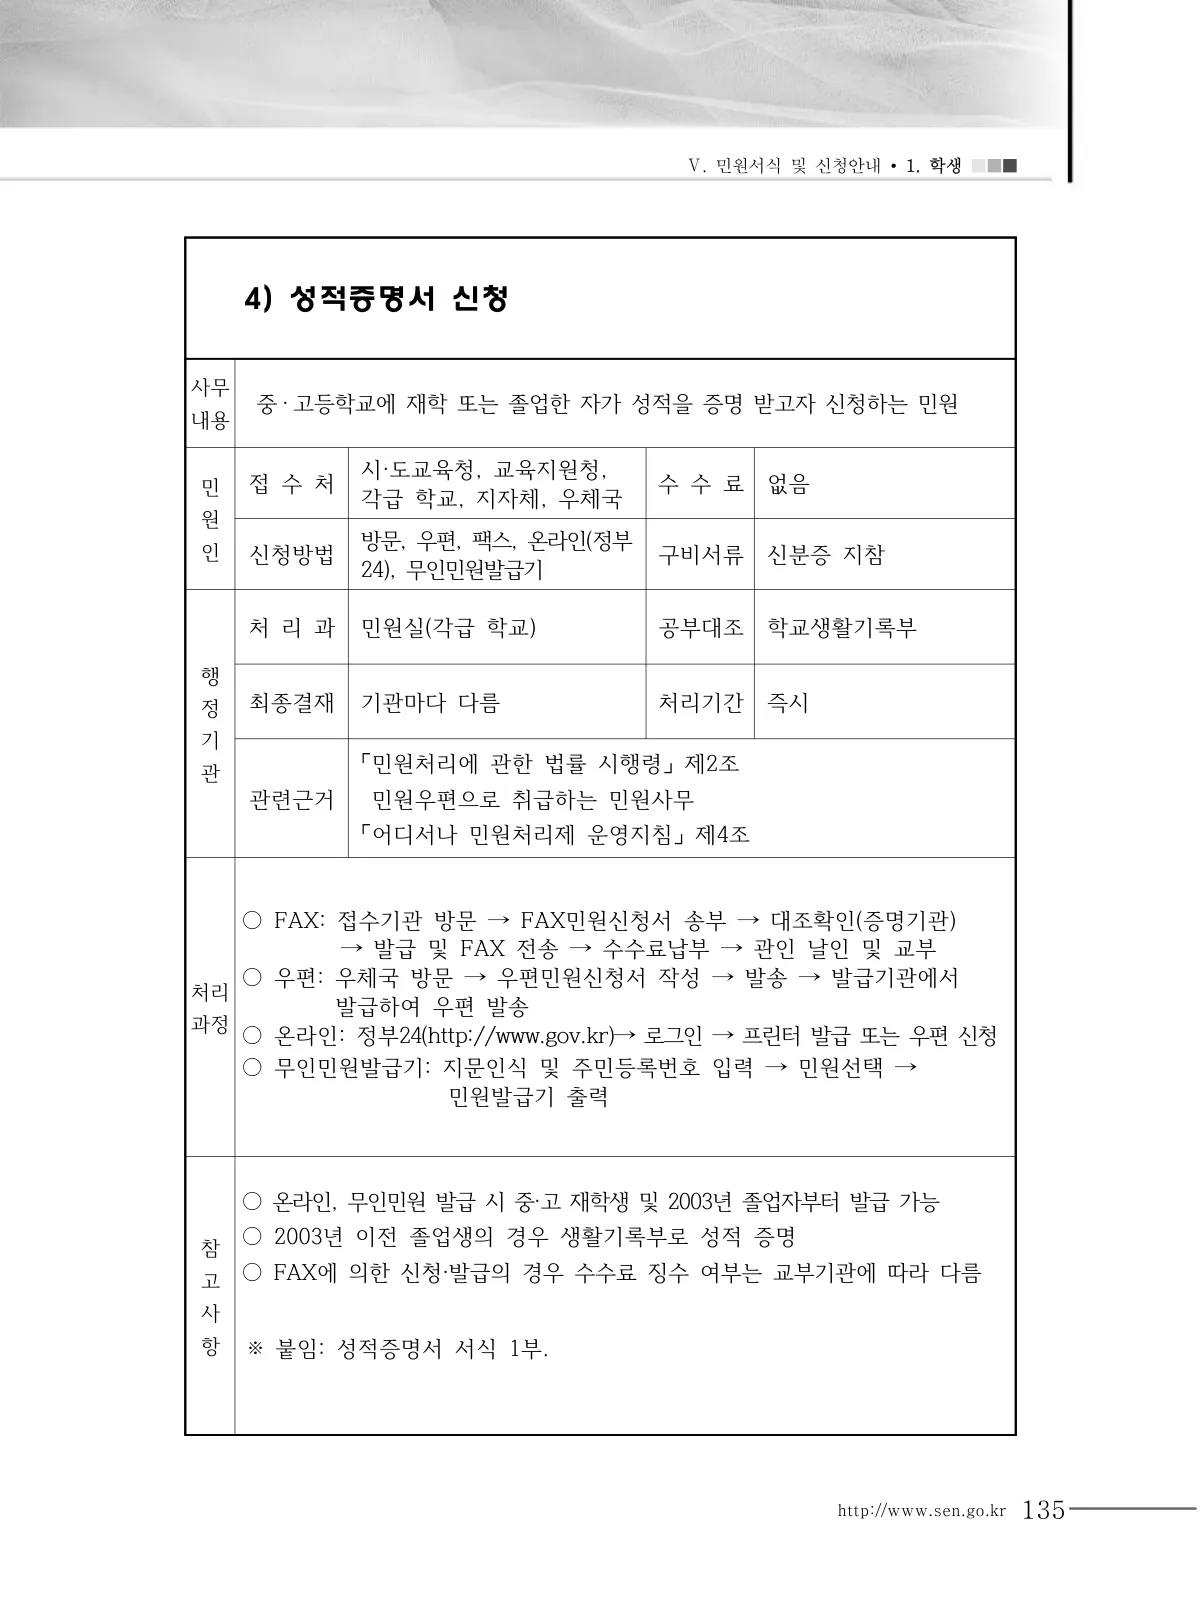 Ⅴ. 민원서식 및 신청안내 • 1. 학생
4) 성적증명서 신청
사무
내용
중·고등학교에 재학 또는 졸업한 자가 성적을 증명 받고자 신청하는 민원
민
원
인
접 수 처
시·도교육청, 교육지원청,
각급 학교, 지자체, 우체국
수 수 료
없음
신청방법
방문, 우편, 팩스, 온라인(정부
24), 무인민원발급기
구비서류
신분증 지참
행
정
기
관
처 리 과
민원실(각급 학교)
공부대조
학교생활기록부
최종결재
기관마다 다름
처리기간
즉시
관련근거
「민원처리에 관한 법률 시행령」제2조
민원우편으로 취급하는 민원사무
「어디서나 민원처리제 운영지침」제4조
처리
과정
○ FAX: 접수기관 방문 → FAX민원신청서 송부 → 대조확인(증명기관)
→ 발급 및 FAX 전송 → 수수료납부 → 관인 날인 및 교부
○ 우편: 우체국 방문 → 우편민원신청서 작성 → 발송 → 발급기관에서
발급하여 우편 발송
○ 온라인: 정부24(http://www.gov.kr)→ 로그인 → 프린터 발급 또는 우편 신청
○ 무인민원발급기: 지문인식 및 주민등록번호 입력 → 민원선택 →
민원발급기 출력
참
고
사
항
○ 온라인, 무인민원 발급 시 중·고 재학생 및 2003년 졸업자부터 발급 가능
○ 2003년 이전 졸업생의 경우 생활기록부로 성적 증명
○ FAX에 의한 신청·발급의 경우 수수료 징수 여부는 교부기관에 따라 다름
※ 붙임: 성적증명서 서식 1부.
http://www.sen.go.kr 135